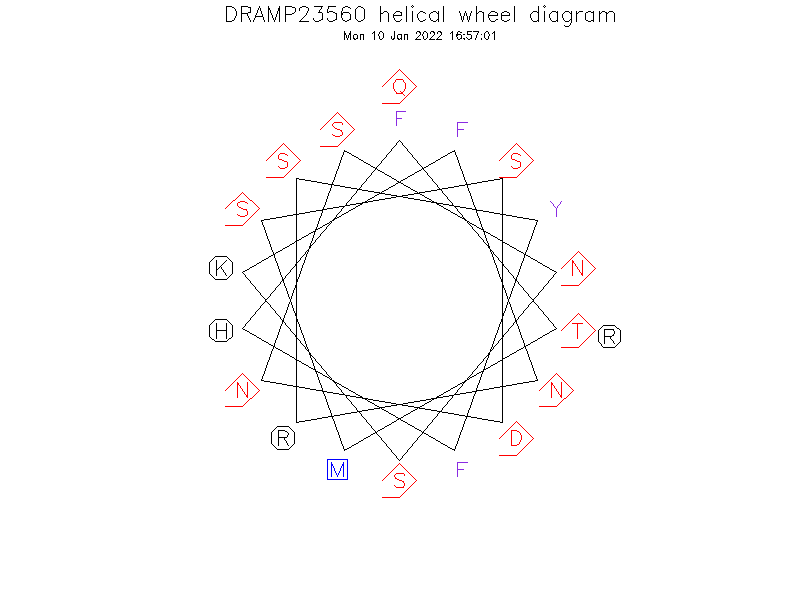 DRAMP23560 helical wheel diagram
Mon 10 Jan 2022 16:57:01
Q
F
S F
S S
S Y
K N
H T R
N N
R D
M S F